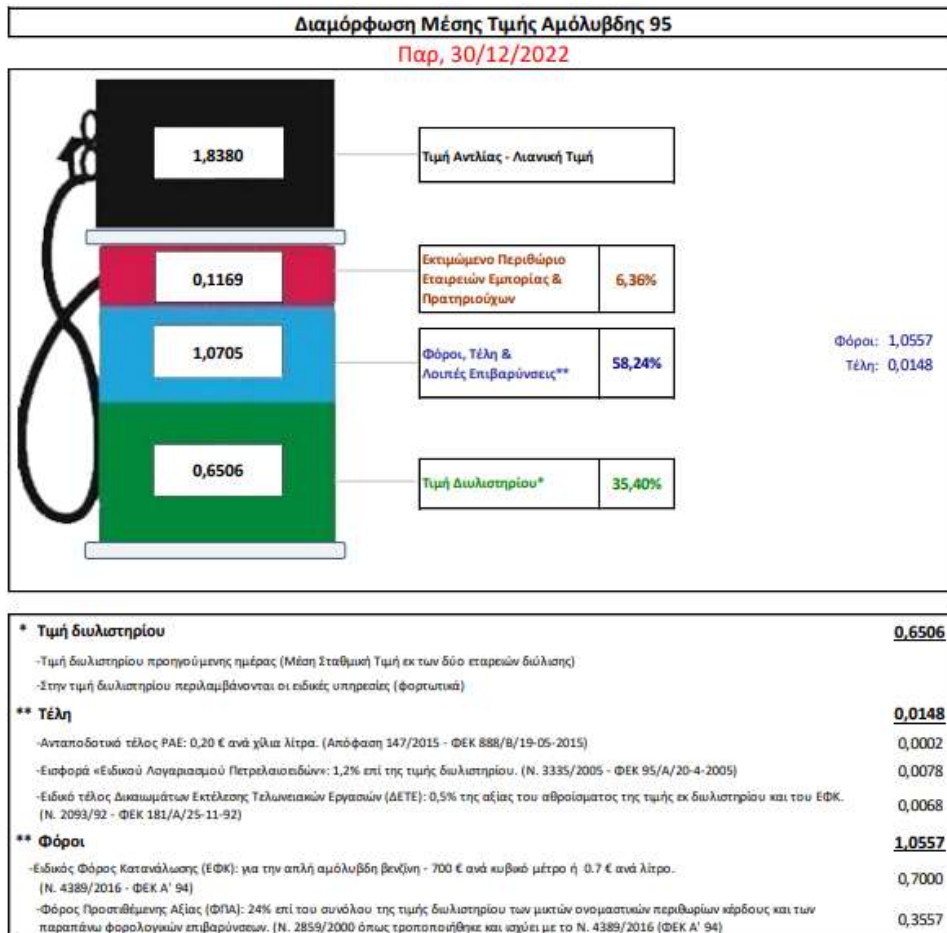 Διαμόρφωση Μέσης Τιμής Αμόλυβδης 95
Παρ, 30/12/2022
1,8380
Τιμή Αντλίας - Λιανική Τιμή
0,1169
Εκτιμώμενο Περιθώριο
Εταιρειών Εμπορίας &
Πρατηριούχων
6,36%
1,0705
Φόροι, Τέλη &
Λοιπές Επιβαρύνσεις**
58,24%
Φόροι: 1,0557
Τέλη: 0,0148
0,6506
Τιμή Διυλιστηρίου*
35,40%
* Τιμή διυλιστηρίου 0,6506
-Τιμή διυλιστηρίου προηγούμενης ημέρας (Μέση Σταθμική Τιμή εκ των δύο εταιρειών διύλισης)
-Στην τιμή διυλιστηρίου περιλαμβάνονται οι ειδικές υπηρεσίες (φορτωτικά)
** Τέλη 0,0148
-Ανταποδοτικό τέλος ΡΑΕ: 0,20 € ανά χίλια λίτρα. (Απόφαση 147/2015 - ΦΕΚ 888/Β/19-05-2015) 0,0002
-Εισφορά «Ειδικού Λογαριασμού Πετρελαιοειδών»: 1,2% επί της τιμής διυλιστηρίου. (Ν. 3335/2005 - ΦΕΚ 95/Α/20-4-2005) 0,0078
-Ειδικό τέλος Δικαιωμάτων Εκτέλεσης Τελωνειακών Εργασιών (ΔΕΤΕ): 0,5% της αξίας του αθροίσματος της τιμής εκ διυλιστηρίου και του ΕΦΚ.
(Ν. 2093/92 - ΦΕΚ 181/Α/25-11-92) 0,0068
** Φόροι 1,0557
-Ειδικός Φόρος Κατανάλωσης (ΕΦΚ): για την απλή αμόλυβδη βενζίνη - 700 € ανά κυβικό μέτρο ή 0.7 € ανά λίτρο.
(Ν. 4389/2016 - ΦΕΚ Α' 94) 0,7000
-Φόρος Προστιθέμενης Αξίας (ΦΠΑ): 24% επί του συνόλου της τιμής διυλιστηρίου των μικτών ονομαστικών περιθωρίων κέρδους και των
παραπάνω φορολογικών επιβαρύνσεων. (Ν. 2859/2000 όπως τροποποιήθηκε και ισχύει με το Ν. 4389/2016 (ΦΕΚ Α' 94) 0,3557